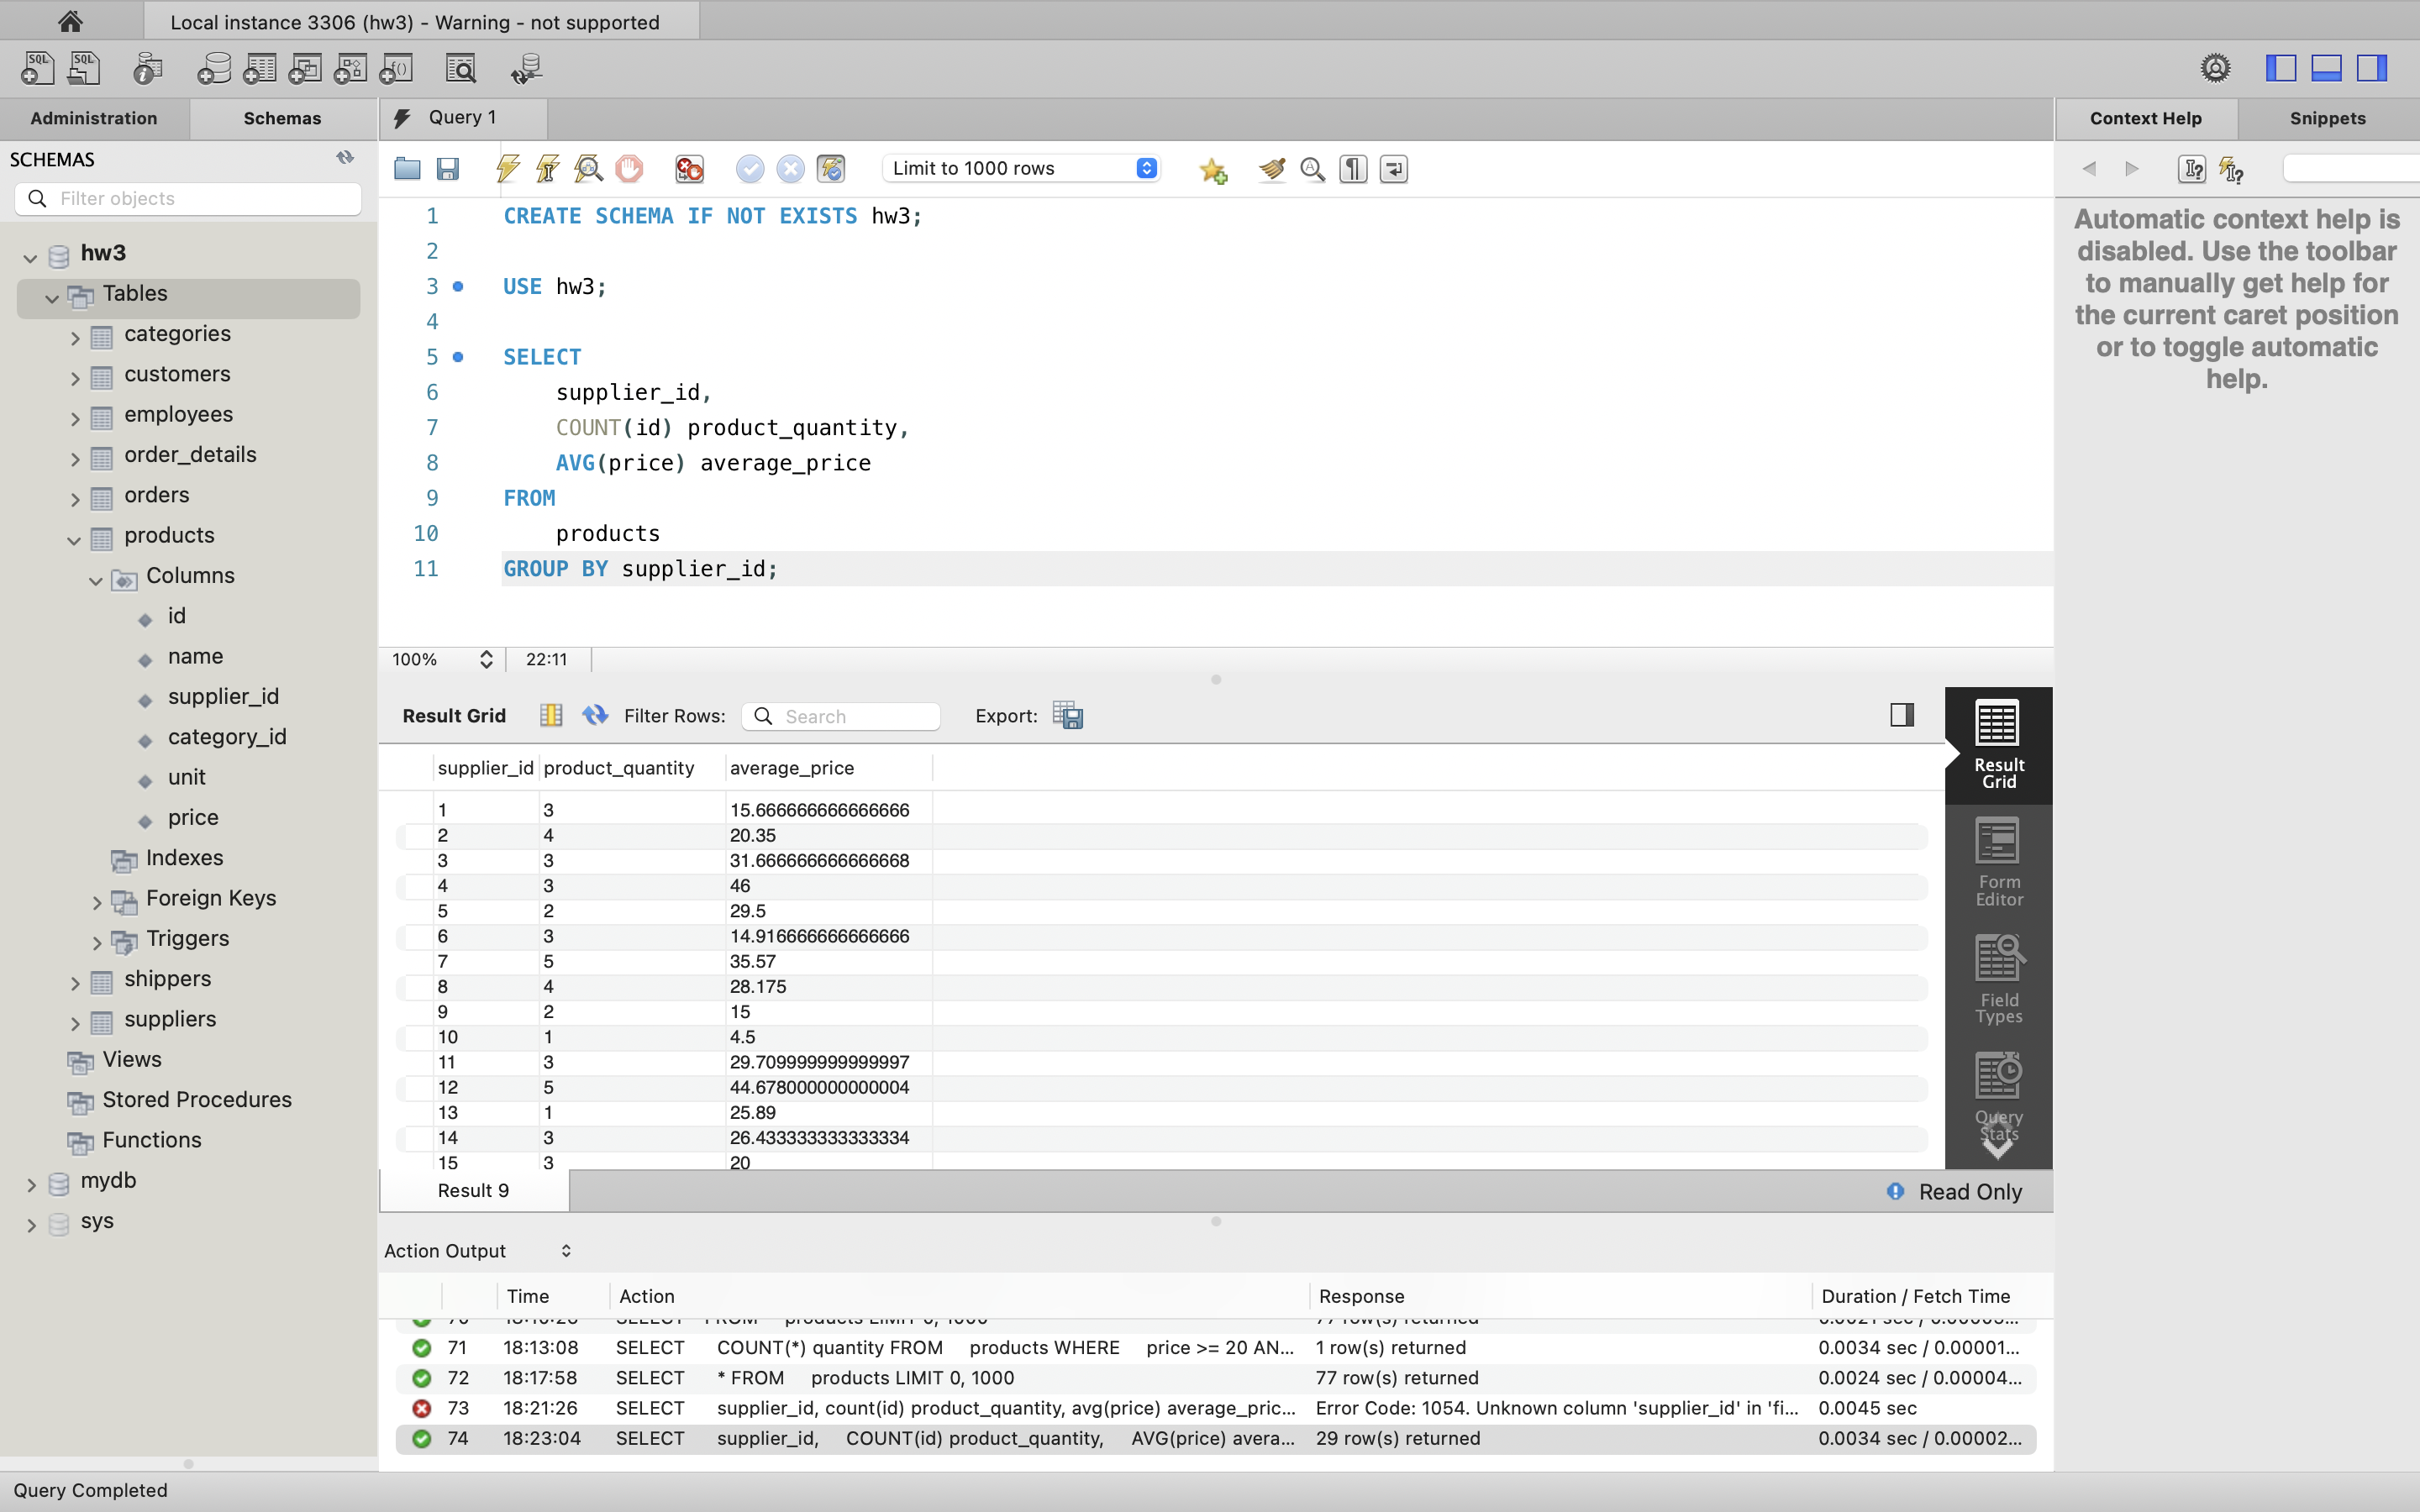 Local instance 3306 (hw3) - Warning - not supported
Administration
Schemas
SCHEMAS
Filter objects
hw3
Tables
categories
customers
employees
order_details
orders
products
Columns
id
name
supplier_id
category_id
unit
price
Indexes
Foreign Keys
Triggers
shippers
suppliers
Views
Stored Procedures
Functions
mydb
sys
Query 1
Limit to 1000 rows
1 CREATE SCHEMA IF NOT EXISTS hw3;
2
3 USE hw3;
4
5 SELECT
6 supplier_id,
7 COUNT(id) product_quantity,
8 AVG(price) average_price
9 FROM
10 products
11 GROUP BY supplier_id;
100% 22:11
Result Grid Filter Rows: Search Export:
supplier_id product_quantity average_price
1 3 15.666666666666666
2 4 20.35
3 3 31.666666666666668
4 3 46
5 2 29.5
6 3 14.916666666666666
7 5 35.57
8 4 28.175
9 2 15
10 1 4.5
11 3 29.709999999999997
12 5 44.678000000000004
13 1 25.89
14 3 26.433333333333334
15 3 20
Result 9
Read Only
Result
Grid
Form
Editor
Field
Types
Query
Stats
Action Output
Time Action Response Duration / Fetch Time
71 18:13:08 SELECT COUNT(*) quantity FROM products WHERE price >= 20 AN... 1 row(s) returned 0.0034 sec / 0.00001...
72 18:17:58 SELECT * FROM products LIMIT 0, 1000 77 row(s) returned 0.0024 sec / 0.00004...
73 18:21:26 SELECT supplier_id, count(id) product_quantity, avg(price) average_pric... Error Code: 1054. Unknown column 'supplier_id' in 'fi... 0.0045 sec
74 18:23:04 SELECT supplier_id, COUNT(id) product_quantity, AVG(price) avera... 29 row(s) returned 0.0034 sec / 0.00002...
Query Completed
Context Help
Snippets
Automatic context help is
disabled. Use the toolbar
to manually get help for
the current caret position
or to toggle automatic
help.